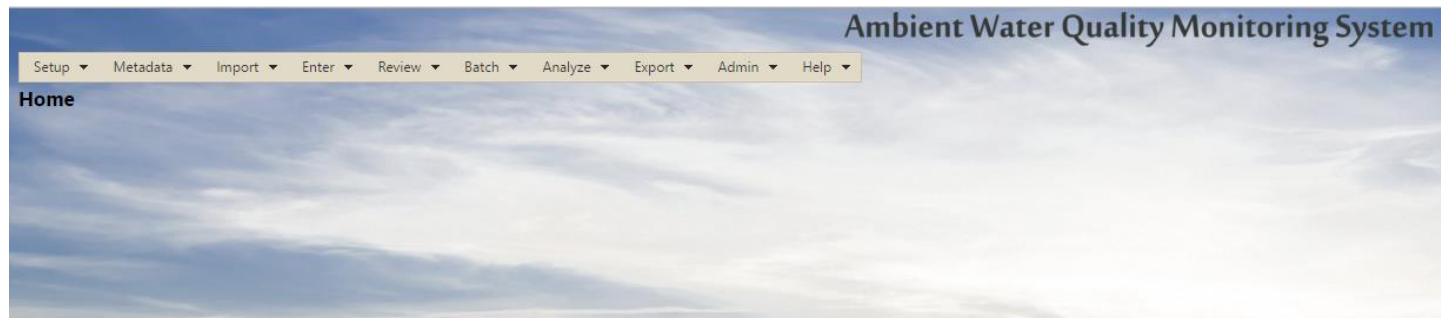 Ambient Water Quality Monitoring System
Setup Metadata Import Enter Review Batch Analyze Export Admin Help
Home